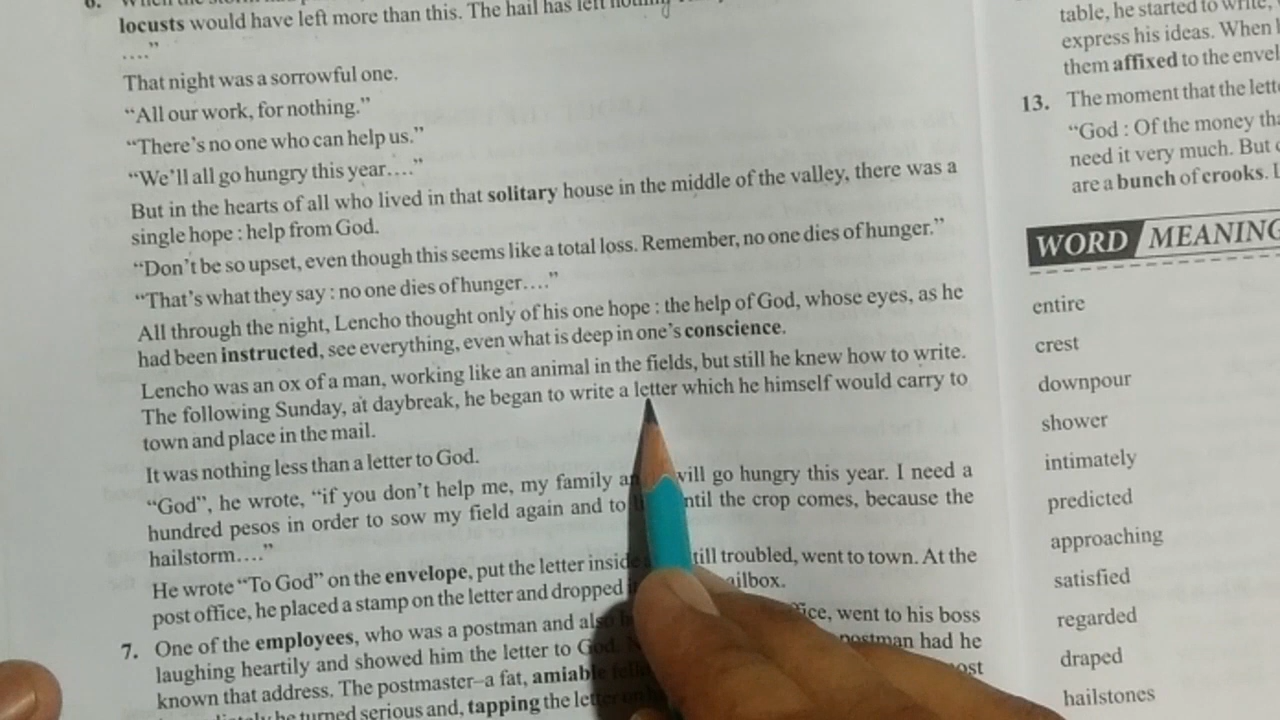 locusts would have left more than this. The hail has left nothing
...."
That night was a sorrowful one.
"All our work, for nothing."
"There's no one who can help us."
"We'll all go hungry this year...."
But in the hearts of all who lived in that solitary house in the middle of the valley, there was a
single hope : help from God.
"Don't be so upset, even though this seems like a total loss. Remember, no one dies of hunger."
"That's what they say : no one dies of hunger...."
All through the night, Lencho thought only of his one hope : the help of God, whose eyes, as he
had been instructed, see everything, even what is deep in one's conscience.
Lencho was an ox of a man, working like an animal in the fields, but still he knew how to write.
The following Sunday, at daybreak, he began to write a letter which he himself would carry to
town and place in the mail.
It was nothing less than a letter to God.
"God", he wrote, "if you don't help me, my family will go hungry this year. I need a
hundred pesos in order to sow my field again and to the crop comes, because the
hailstorm...."
He wrote "To God" on the envelope, put the letter inside troubled, went to town. At the
post office, he placed a stamp on the letter and dropped
7. One of the employees, who was a postman and went to his boss
laughing heartily and showed him the letter to God. postman had he
known that address. The postmaster–a fat, amiable
he turned serious and, tapping the
table, he started to write,
express his ideas. When
them affixed to the
13. The moment that the
"God : Of the money
need it very much. But
are a bunch of crooks.
WORD MEANING
entire
crest
downpour
shower
intimately
predicted
approaching
satisfied
regarded
draped
hailstones